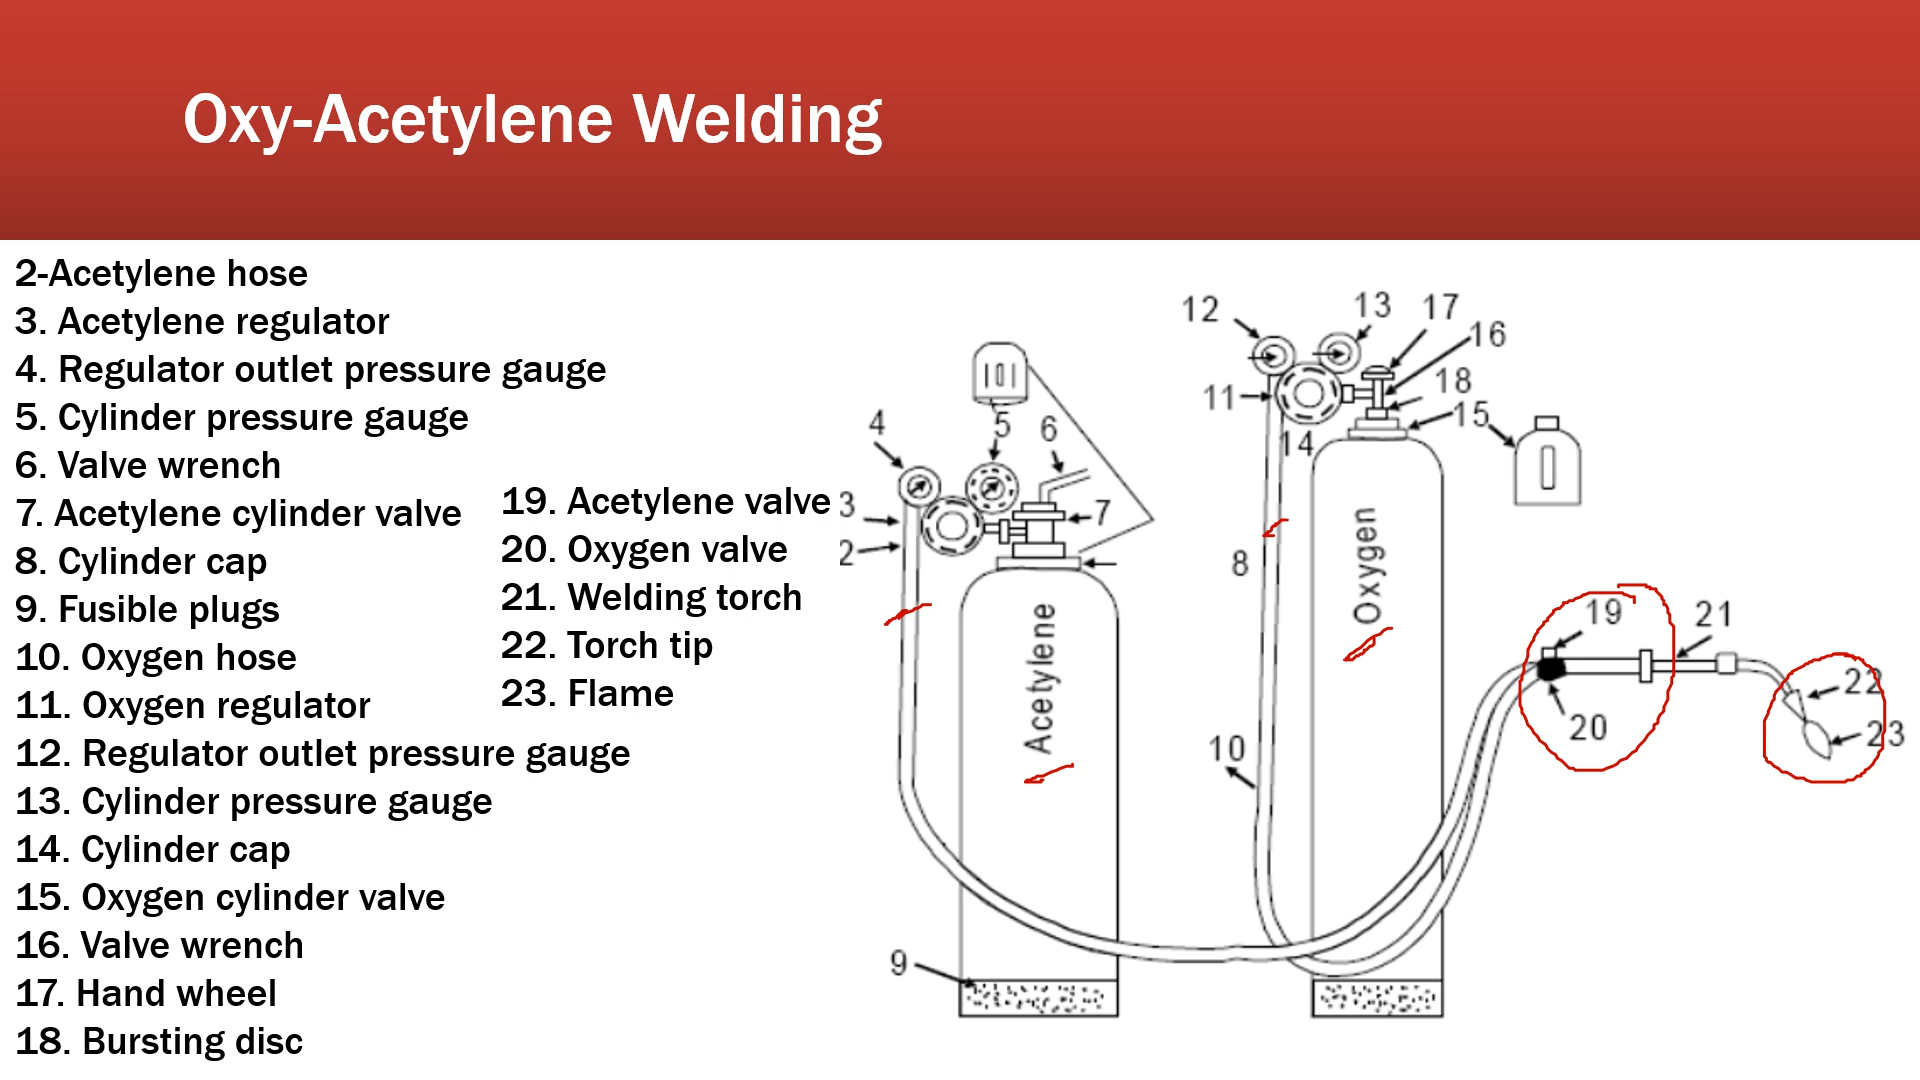 Oxy-Acetylene Welding
2-Acetylene hose
3. Acetylene regulator
4. Regulator outlet pressure gauge
5. Cylinder pressure gauge
6. Valve wrench
7. Acetylene cylinder valve
8. Cylinder cap
9. Fusible plugs
10. Oxygen hose
11. Oxygen regulator
12. Regulator outlet pressure gauge
13. Cylinder pressure gauge
14. Cylinder cap
15. Oxygen cylinder valve
16. Valve wrench
17. Hand wheel
18. Bursting disc
19. Acetylene valve
20. Oxygen valve
21. Welding torch
22. Torch tip
23. Flame
12
13
17
16
18
11
15
14
4
5
6
3
7
2
8
Acetylene
Oxygen
19
21
22
20
23
10
9